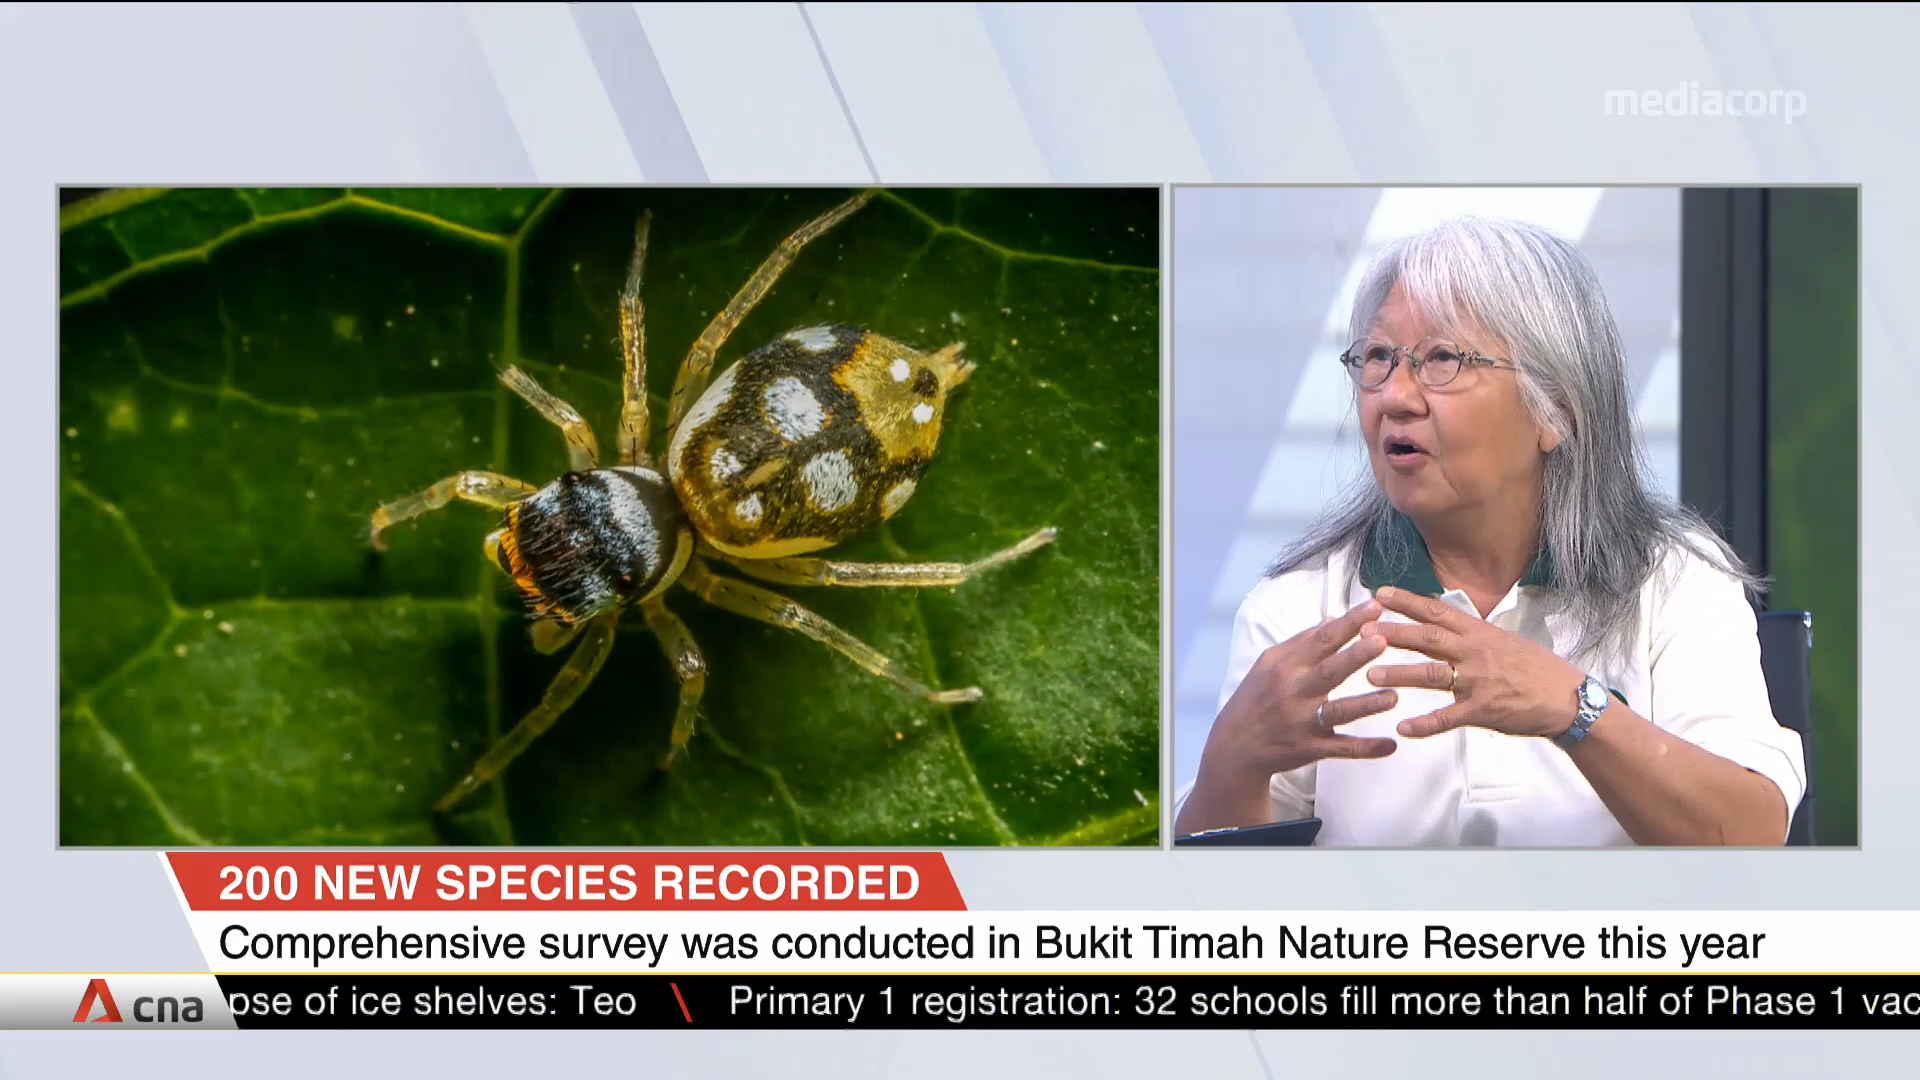 mediacorp
200 NEW SPECIES RECORDED
Comprehensive survey was conducted in Bukit Timah Nature Reserve this year
cna
pse of ice shelves: Teo \ Primary 1 registration: 32 schools fill more than half of Phase 1 vac